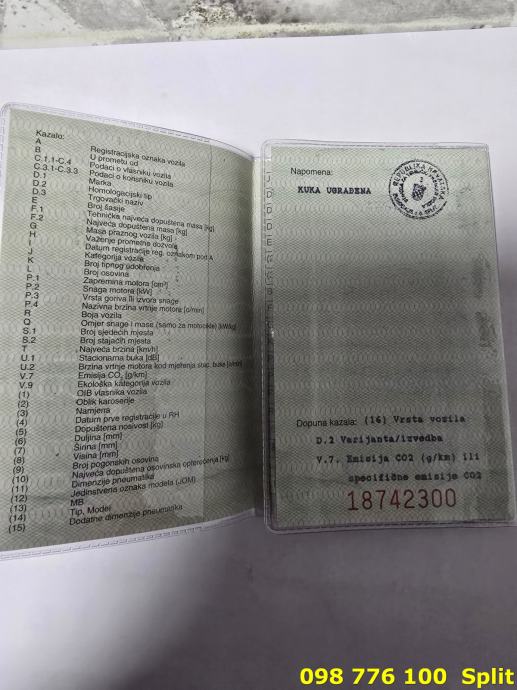 Kazalo:
A Registracijska oznaka vozila
B U prometu od
C.1.1-C.4 Podaci o vlasniku vozila
C.3.1-C.3.3 Podaci o korisniku vozila
D.1 Marka
D.2 Homologacijski tip
D.3 Trgovački naziv
E Broj šasije
F.1 Tehnička najveća dopuštena masa [kg]
F.2 Najveća dopuštena masa [kg]
G Masa praznog vozila [kg]
H Važenje prometne dozvole
I Datum registracije reg. oznakom pod A
J Kategorija vozila
K Broj tipnog odobrenja
L Broj osovina
P.1 Zapremina motora [cm³]
P.2 Snaga motora [kW]
P.3 Vrsta goriva ili izvora snage
P.4 Nazivna brzina vrtnje motora [o/min]
R Boja vozila
Q Omjer snage i mase (samo za motocikle) [kW/kg]
S.1 Broj sjedećih mjesta
S.2 Broj stajaćih mjesta
T Najveća brzina [km/h]
U.1 Stacionarna buka [dB]
U.2 Brzina vrtnje motora kod mjerenja stac. buke [o/min]
V.7 Emisija CO₂ [g/km]
V.9 Ekološka kategorija vozila
(1) OIB vlasnika vozila
(2) Oblik karoserije
(3) Namjena
(4) Datum prve registracije u RH
(5) Dopuštena nosivost [kg]
(6) Duljina [mm]
(7) Širina [mm]
(8) Visina [mm]
(9) Broj pogonskih osovina
(10) Najveća dopuštena osovinska opterećenja [kg]
(11) Dimenzije pneumatika
(12) Jedinstvena oznaka modela (JOM)
(13) MB
(14) Tip, Model
(15) Dodatne dimenzije pneumatika
Napomena:
KUKA UGRAĐENA
REPUBLIKA HRVATSKA
Dopuna kazala: (16) Vrsta vozila
D.2 Varijanta/izvedba
V.7. Emisija CO2 (g/km) ili
specifične emisije CO2
18742300
098 776 100 Split